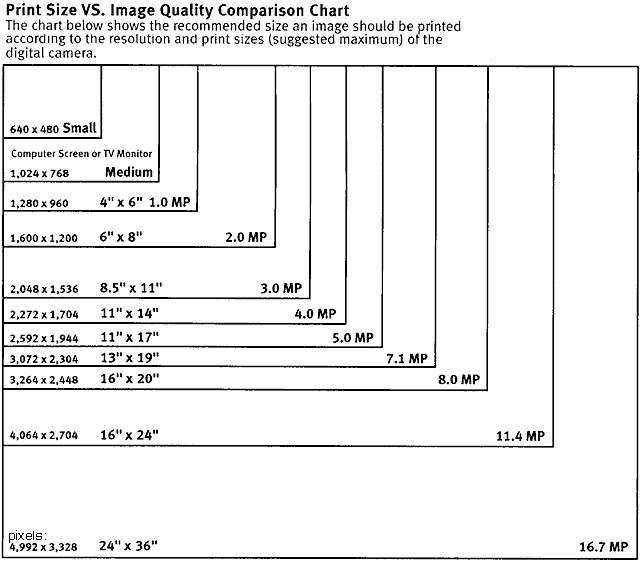 Print Size VS. Image Quality Comparison Chart
The chart below shows the recommended size an image should be printed
according to the resolution and print sizes (suggested maximum) of the
digital camera.
640 x 480 Small
Computer Screen or TV Monitor
1,024 x 768 Medium
1,280 x 960 4" x 6" 1.0 MP
1,600 x 1,200 6" x 8" 2.0 MP
2,048 x 1,536 8.5" x 11" 3.0 MP
2,272 x 1,704 11" x 14" 4.0 MP
2,592 x 1,944 11" x 17" 5.0 MP
3,072 x 2,304 13" x 19" 7.1 MP
3,264 x 2,448 16" x 20" 8.0 MP
4,064 x 2,704 16" x 24" 11.4 MP
pixels:
4,992 x 3,328 24" x 36" 16.7 MP